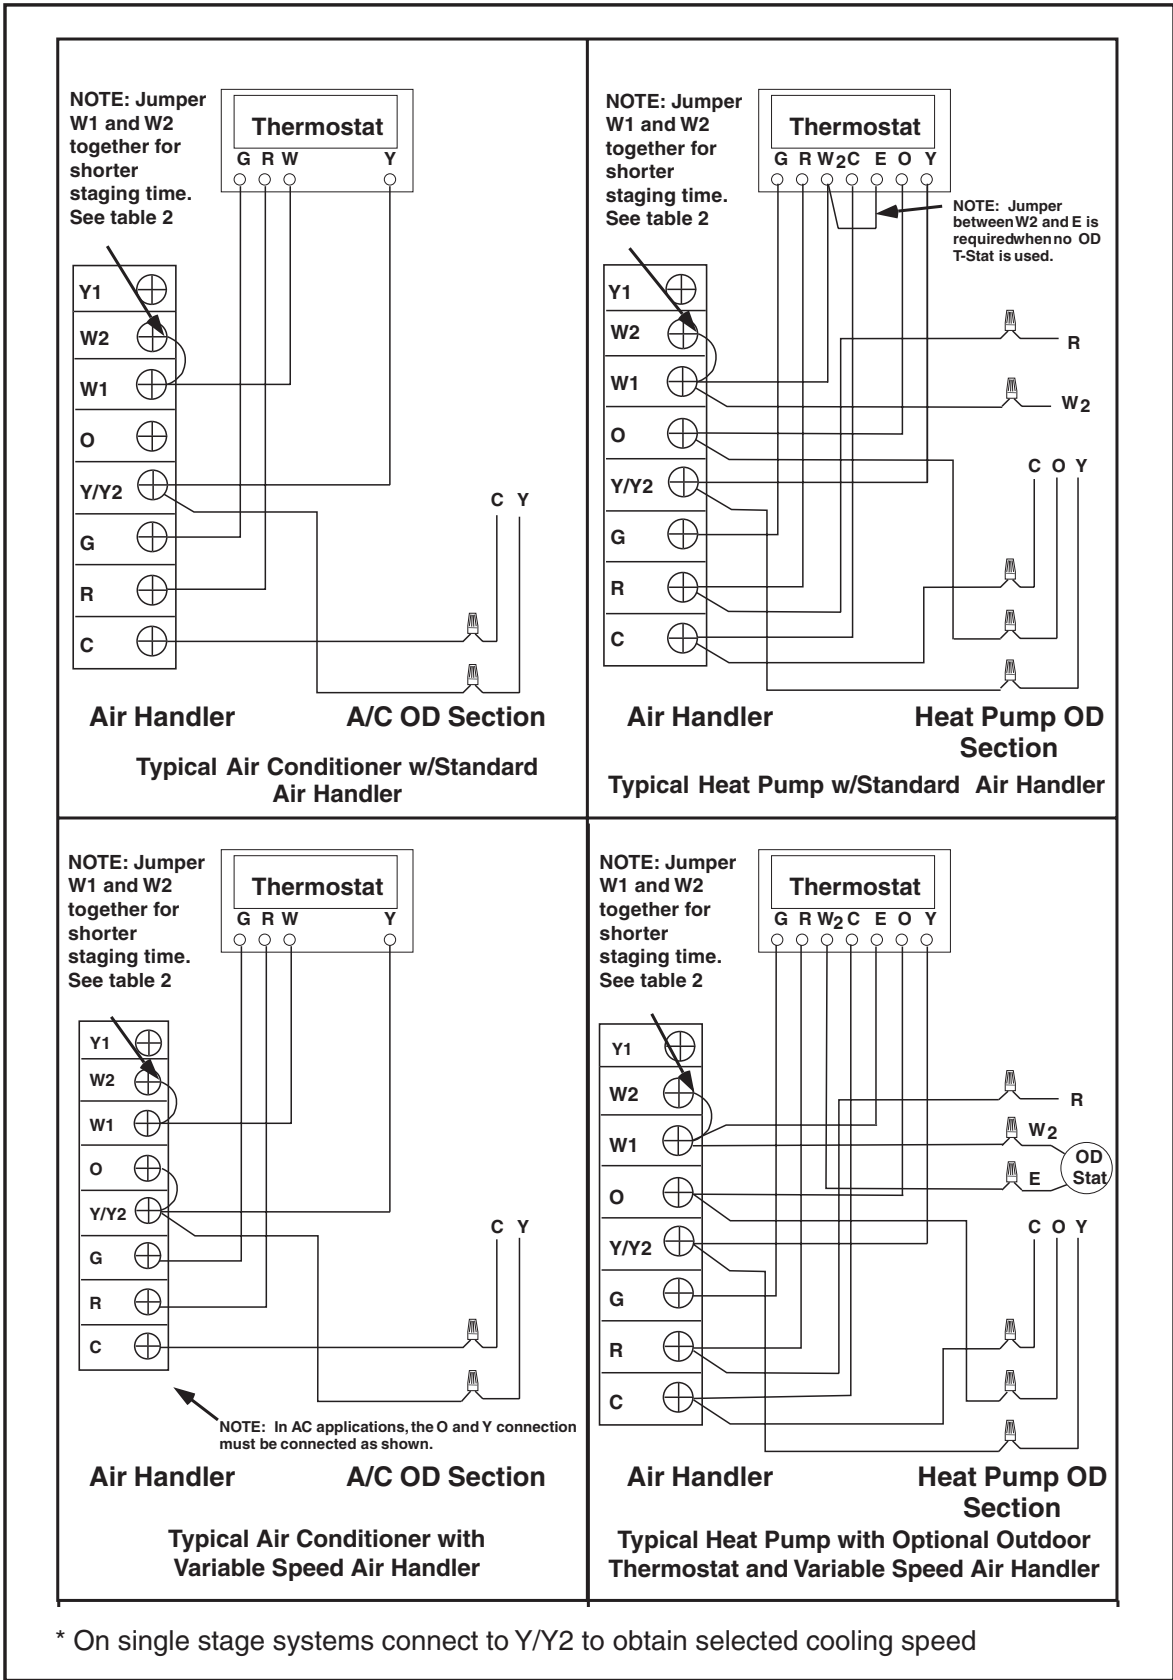 NOTE: Jumper
W1 and W2
together for
shorter
staging time.
See table 2
Thermostat
G R W Y
Y1
W2
W1
O
Y/Y2
G
R
C
C Y
Air Handler
A/C OD Section
Typical Air Conditioner w/Standard
Air Handler
NOTE: Jumper
W1 and W2
together for
shorter
staging time.
See table 2
Thermostat
G R W2 C E O Y
NOTE: Jumper
between W2 and E is
requiredwhen no OD
T-Stat is used.
Y1
W2
W1
O
Y/Y2
G
R
C
R
W2
C O Y
Air Handler
Heat Pump OD
Section
Typical Heat Pump w/Standard Air Handler
NOTE: Jumper
W1 and W2
together for
shorter
staging time.
See table 2
Thermostat
G R W Y
Y1
W2
W1
O
Y/Y2
G
R
C
C Y
NOTE: In AC applications, the O and Y connection
must be connected as shown.
Air Handler
A/C OD Section
Typical Air Conditioner with
Variable Speed Air Handler
NOTE: Jumper
W1 and W2
together for
shorter
staging time.
See table 2
Thermostat
G R W2 C E O Y
Y1
W2
W1
O
Y/Y2
G
R
C
R
W2
E
OD
Stat
C O Y
Air Handler
Heat Pump OD
Section
Typical Heat Pump with Optional Outdoor
Thermostat and Variable Speed Air Handler
* On single stage systems connect to Y/Y2 to obtain selected cooling speed